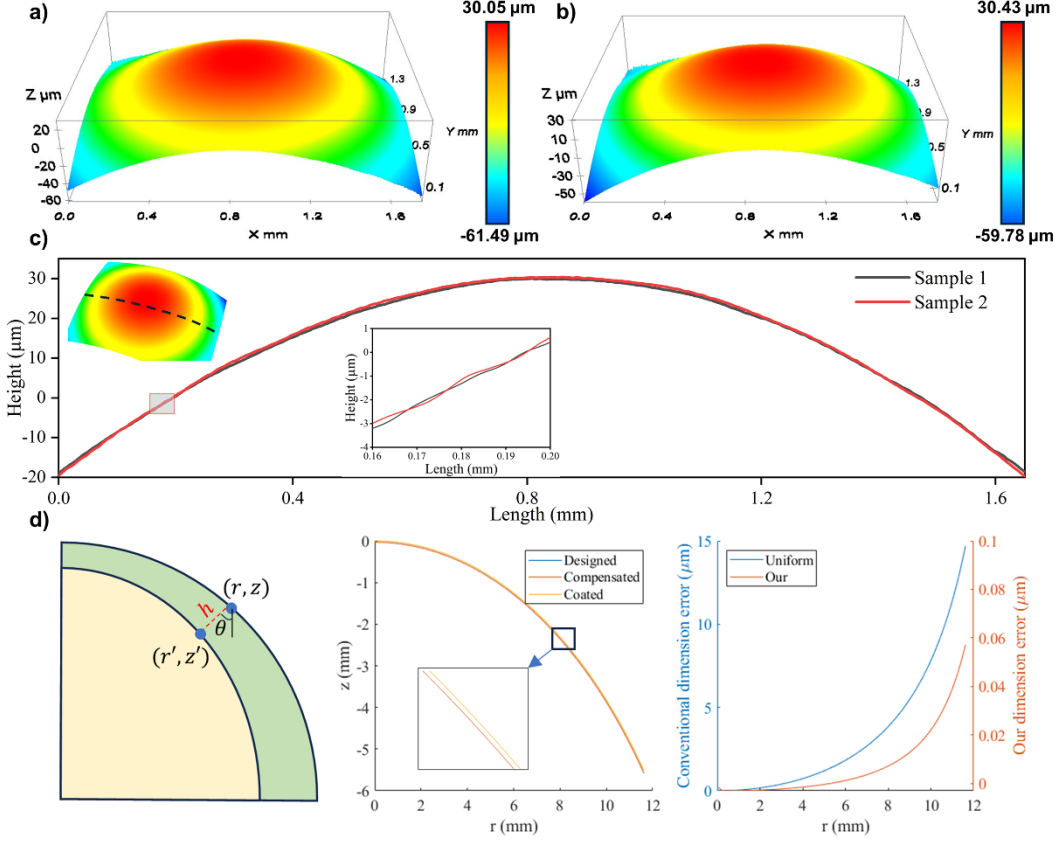 a)
30.05 µm
Z µm
20
0
-20
-40
-60
0.0
0.4
0.8
1.2
1.6
X mm
1.3
0.9
0.5
0.1
Y mm
-61.49 µm
b)
30.43 µm
Z µm
30
10
-10
-30
-50
0.0
0.4
0.8
1.2
1.6
X mm
1.3
0.9
0.5
0.1
Y mm
-59.78 µm
c)
30
20
10
0
-10
-20
Height (µm)
0.0
0.4
0.8
1.2
1.6
Length (mm)
Sample 1
Sample 2
1
0
-1
-2
-3
-4
Height (µm)
0.16
0.17
0.18
0.19
0.20
Length (mm)
d)
(r, z)
h
θ
(r′, z′)
0
-1
-2
-3
-4
-5
-6
z (mm)
0
2
4
6
8
10
12
r (mm)
Designed
Compensated
Coated
15
10
5
0
Conventional dimension error (µm)
0
2
4
6
8
10
12
r (mm)
Uniform
Our
0.1
0.08
0.06
0.04
0.02
0
Our dimension error (µm)